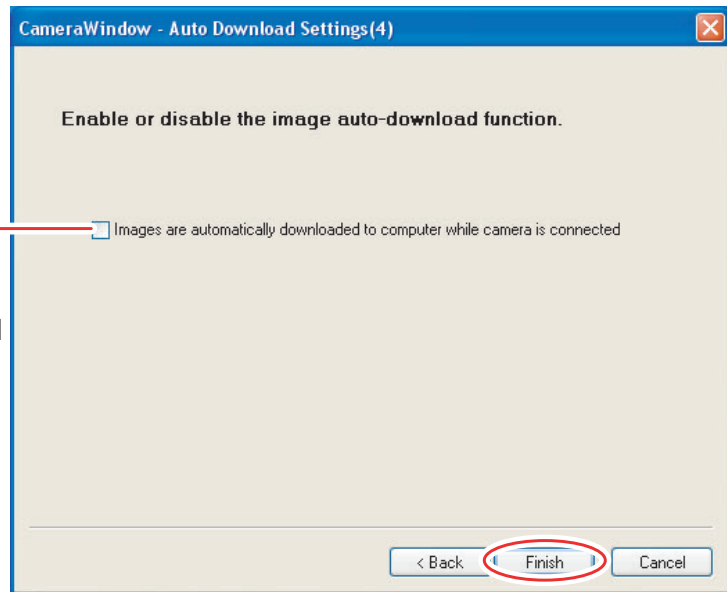 CameraWindow - Auto Download Settings(4)
Enable or disable the image auto-download function.
Images are automatically downloaded to computer while camera is connected
< Back Finish Cancel